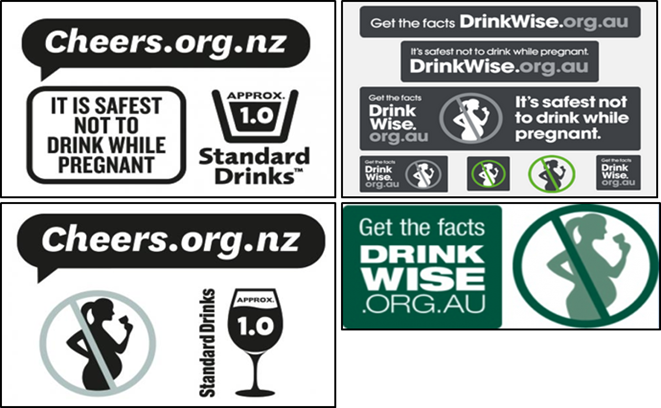 Cheers.org.nz
IT IS SAFEST
NOT TO
DRINK WHILE
PREGNANT
APPROX.
1.0
Standard
Drinks™
Get the facts DrinkWise.org.au
It's safest not to drink while pregnant.
DrinkWise.org.au
Get the facts
Drink
Wise.
org.au
It's safest not
to drink while
pregnant.
Get the facts
Drink
Wise.
org.au
Get the facts
Drink
Wise.
org.au
Cheers.org.nz
Standard Drinks
APPROX.
1.0
Get the facts
DRINK
WISE
.ORG.AU